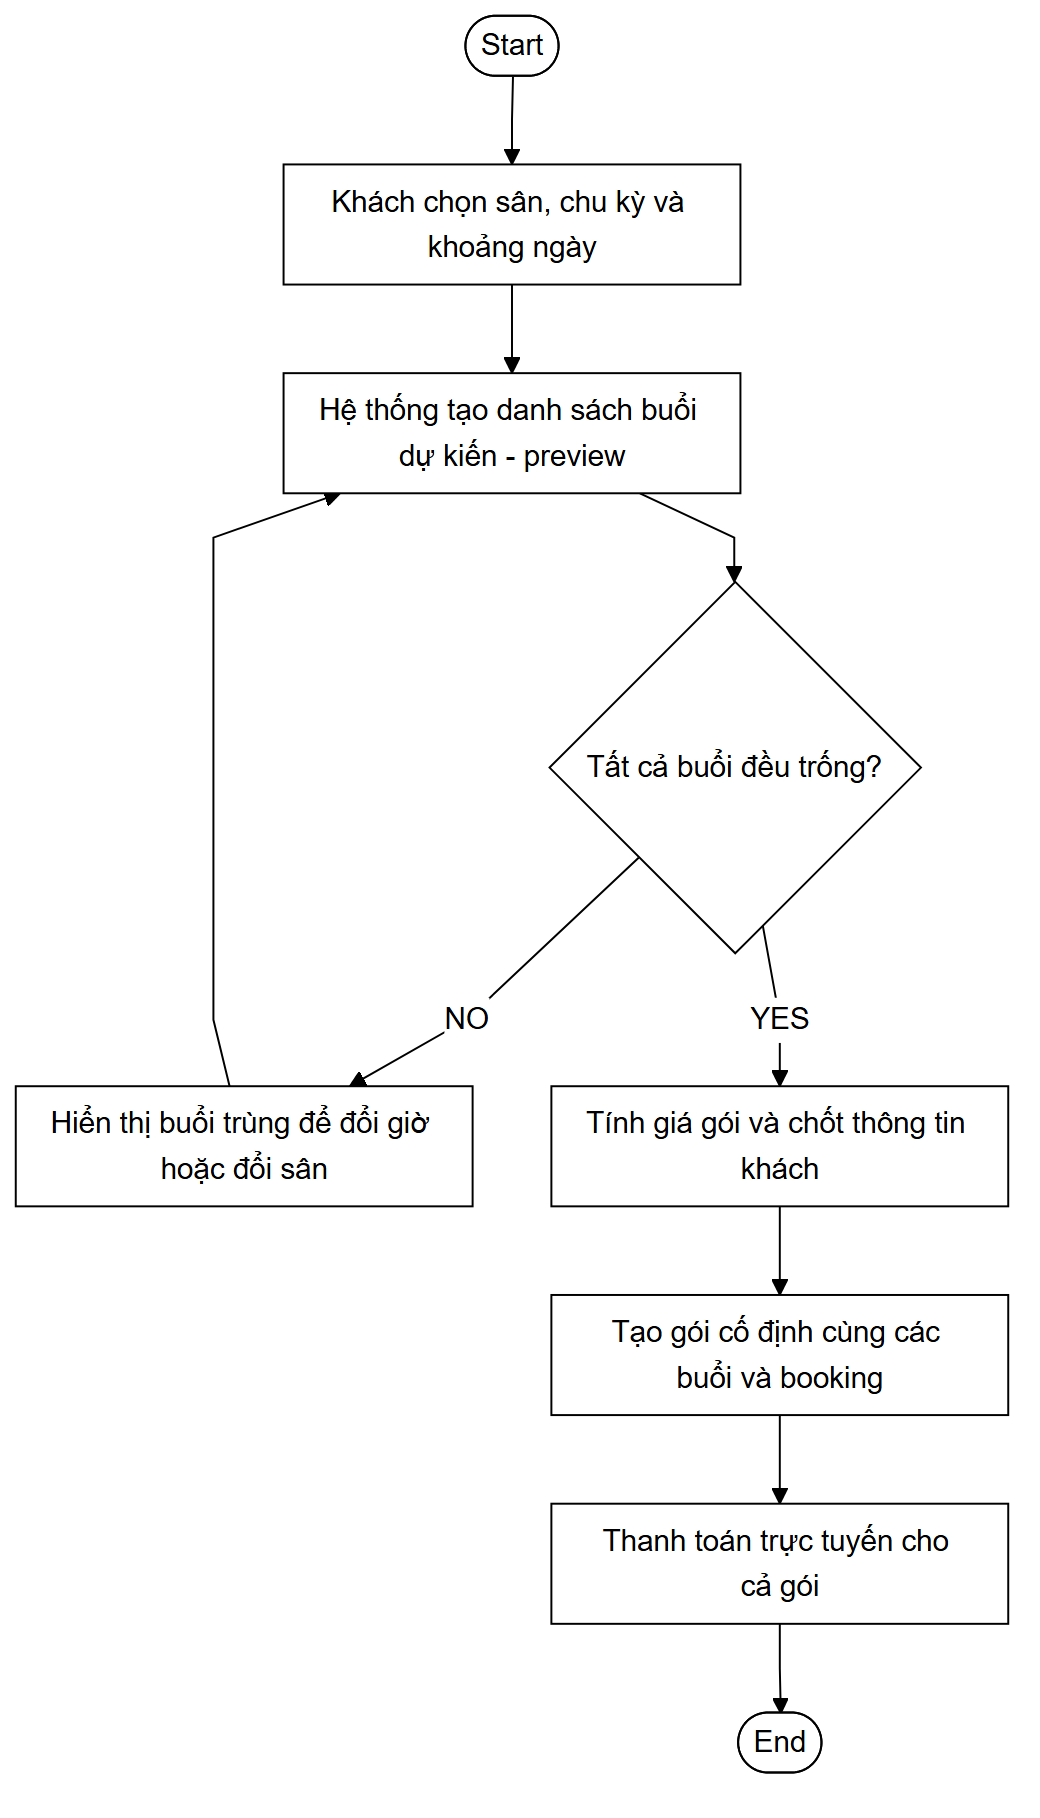 Start
Khách chọn sân, chu kỳ và
khoảng ngày
Hệ thống tạo danh sách buổi
dự kiến - preview
Tất cả buổi đều trống?
NO
YES
Hiển thị buổi trùng để đổi giờ
hoặc đổi sân
Tính giá gói và chốt thông tin
khách
Tạo gói cố định cùng các
buổi và booking
Thanh toán trực tuyến cho
cả gói
End